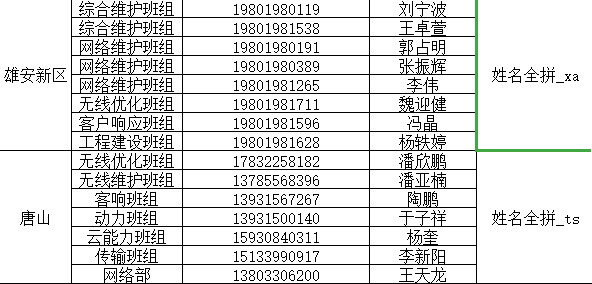 综合维护班组 19801980119 刘宁波
综合维护班组 19801981538 王卓萱
网络维护班组 19801980191 郭占明
雄安新区 网络维护班组 19801980389 张振辉 姓名全拼_xa
网络维护班组 19801981265 李伟
无线优化班组 19801981711 魏迎健
客户响应班组 19801981596 冯晶
工程建设班组 19801981628 杨轶婷
无线优化班组 17832258182 潘欣鹏
无线维护班组 13785568396 潘亚楠
客响班组 13931567267 陶鹏
唐山 动力班组 13931500140 于子祥 姓名全拼_ts
云能力班组 15930840311 杨奎
传输班组 15133990917 李新阳
网络部 13803306200 王天龙